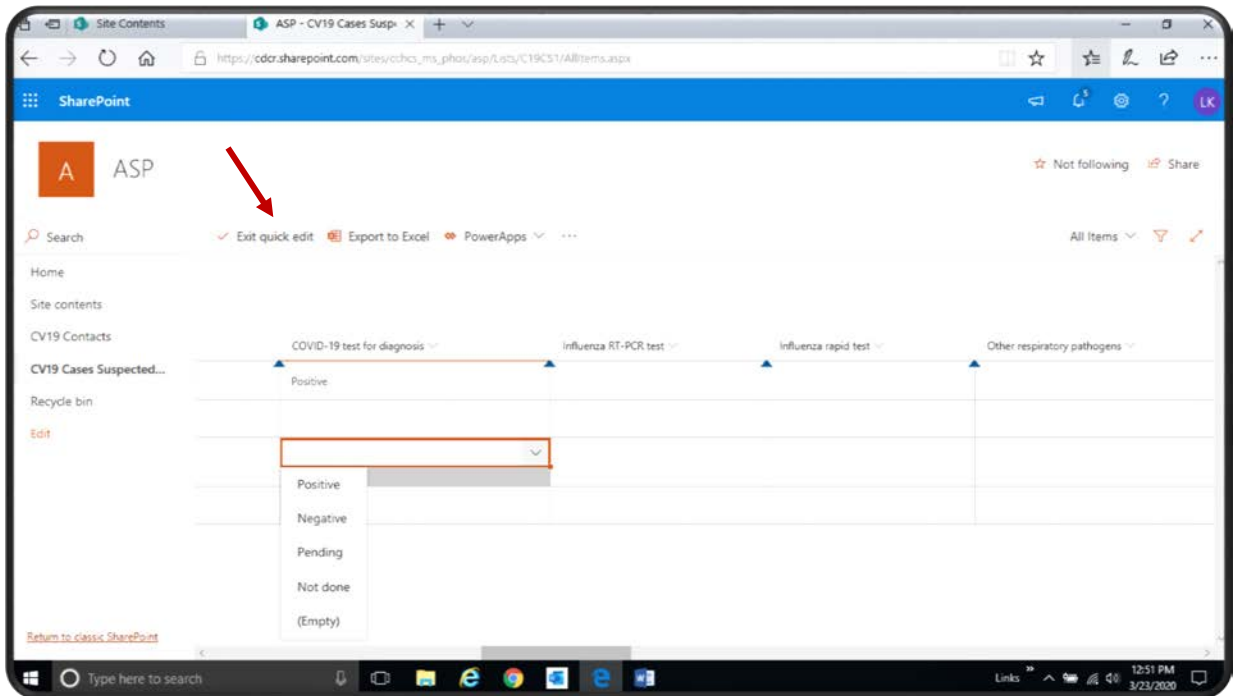 Site Contents
ASP - CV19 Cases Susp
https://cdcr.sharepoint.com/sites/cchcs_ms_phos/asp/Lists/C19CS1/AllItems.aspx
SharePoint
5
LK
A
ASP
Not following
Share
Search
Exit quick edit
Export to Excel
PowerApps
All Items
Home
Site contents
CV19 Contacts
CV19 Cases Suspected...
Recycle bin
Edit
COVID-19 test for diagnosis
Influenza RT-PCR test
Influenza rapid test
Other respiratory pathogens
Positive
Positive
Negative
Pending
Not done
(Empty)
Return to classic SharePoint
Type here to search
Links
12:51 PM
3/23/2020